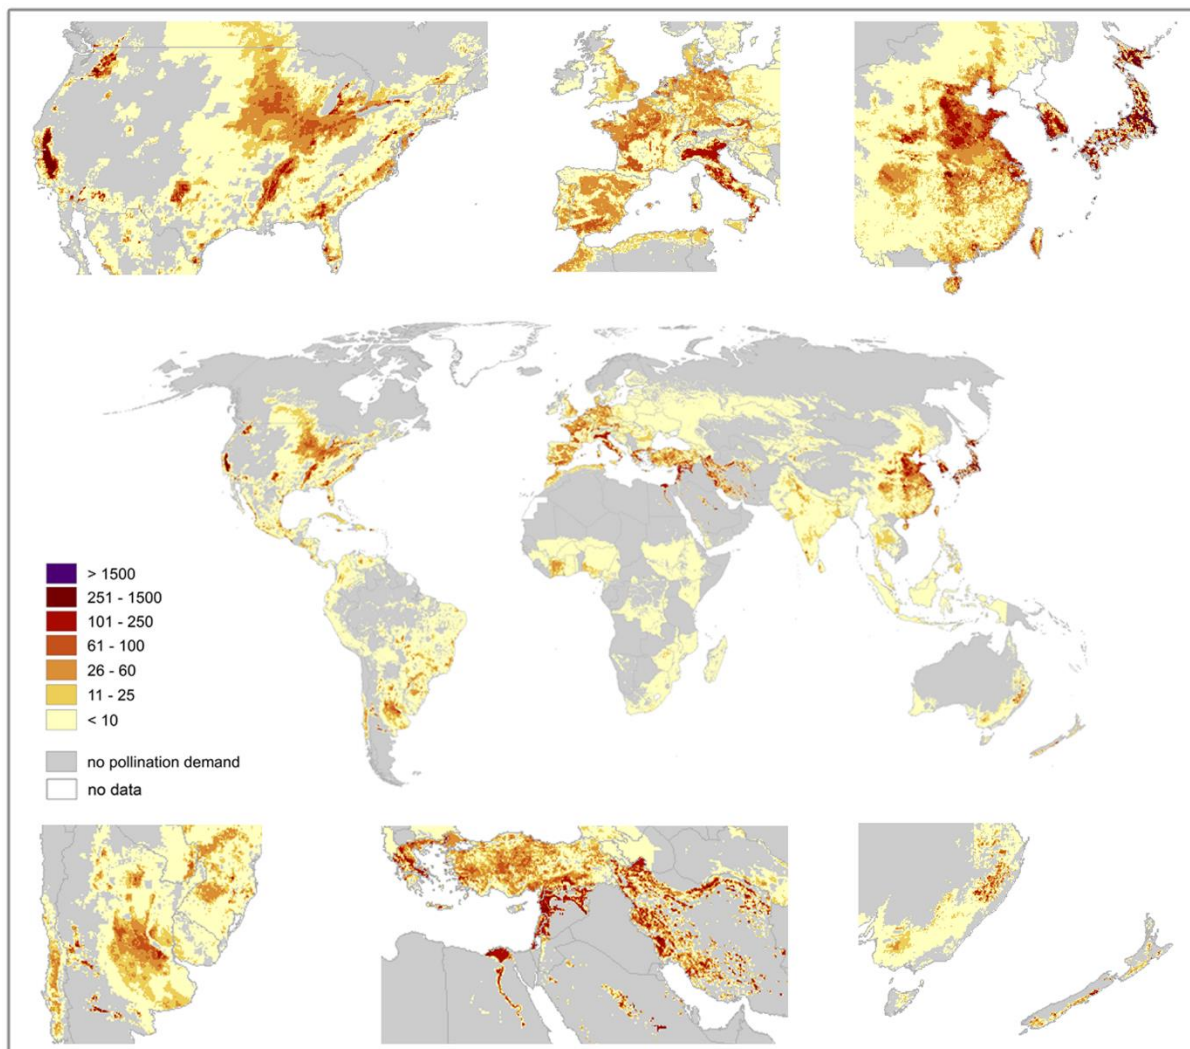 > 1500
251 - 1500
101 - 250
61 - 100
26 - 60
11 - 25
< 10
no pollination demand
no data